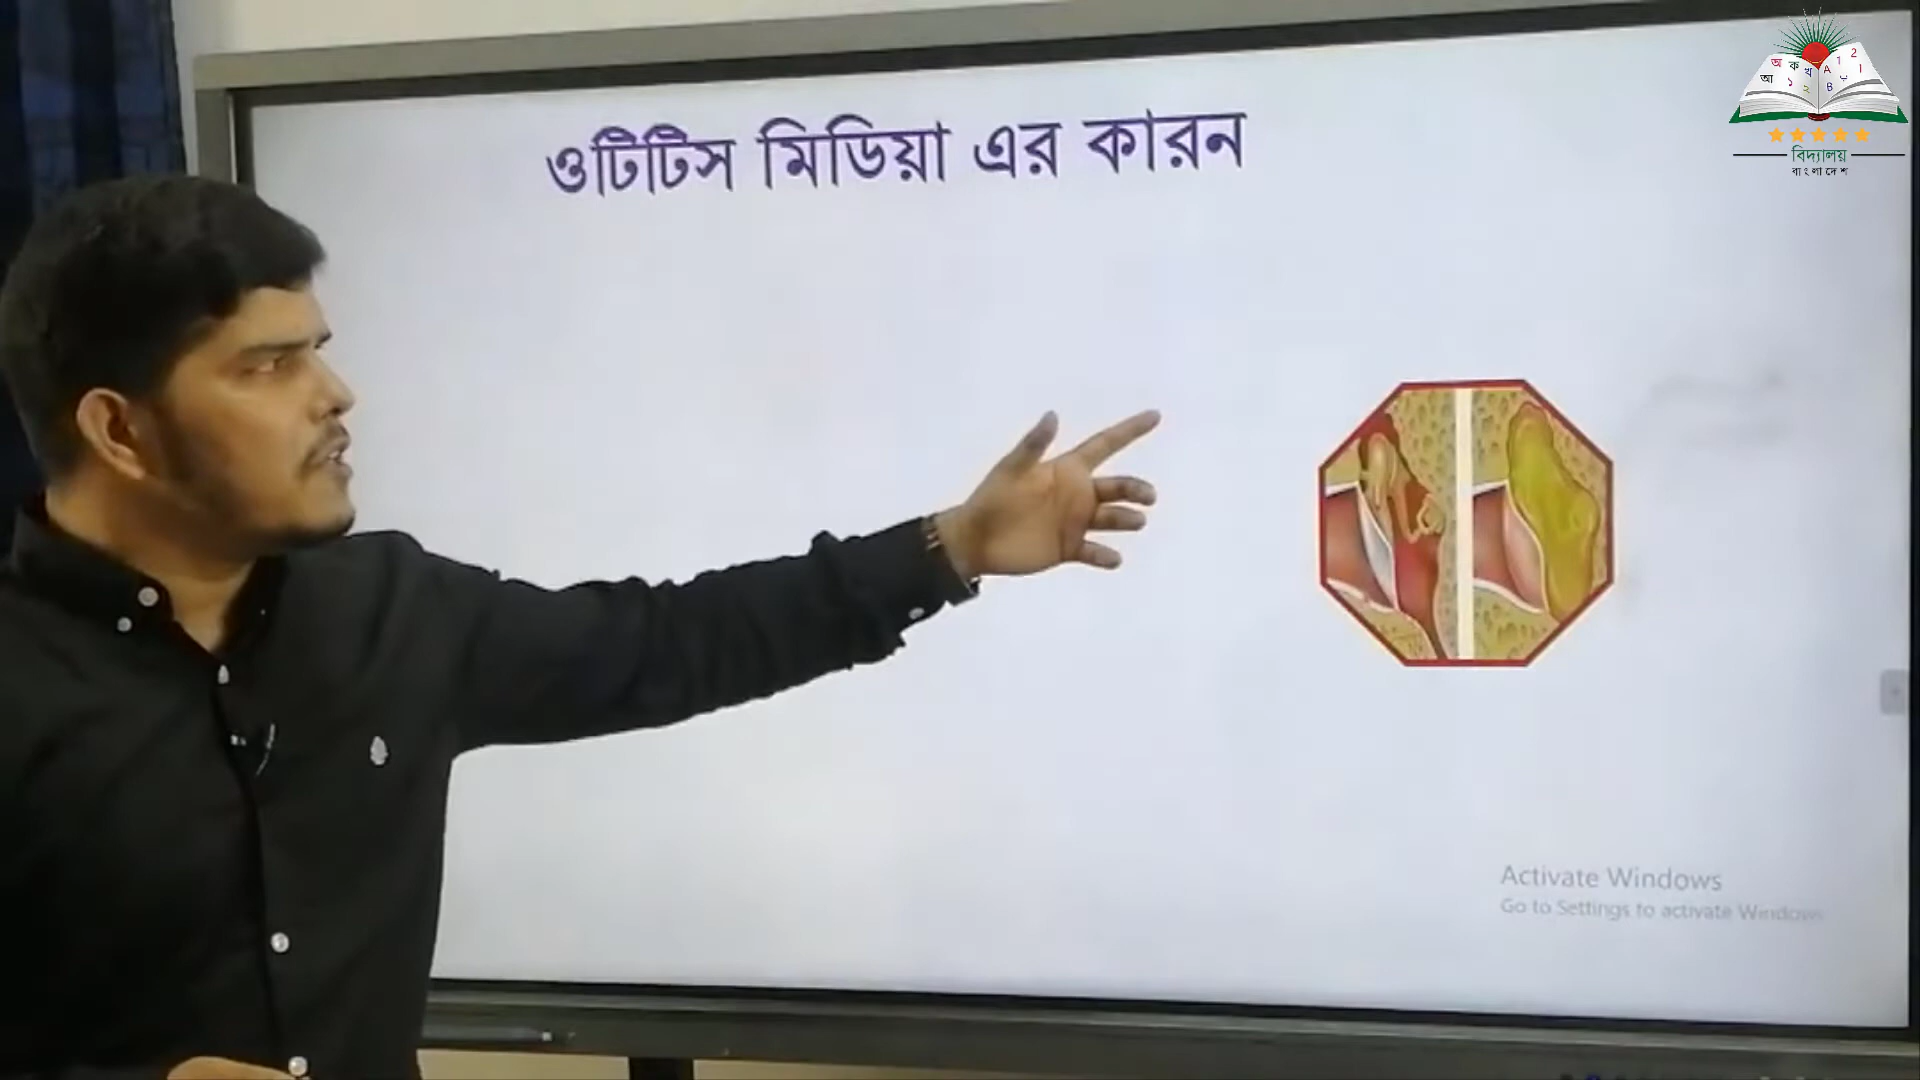 ওটিটিস মিডিয়া এর কারন
বিদ্যালয়
বাংলাদেশ
Activate Windows
Go to Settings to activate Windows